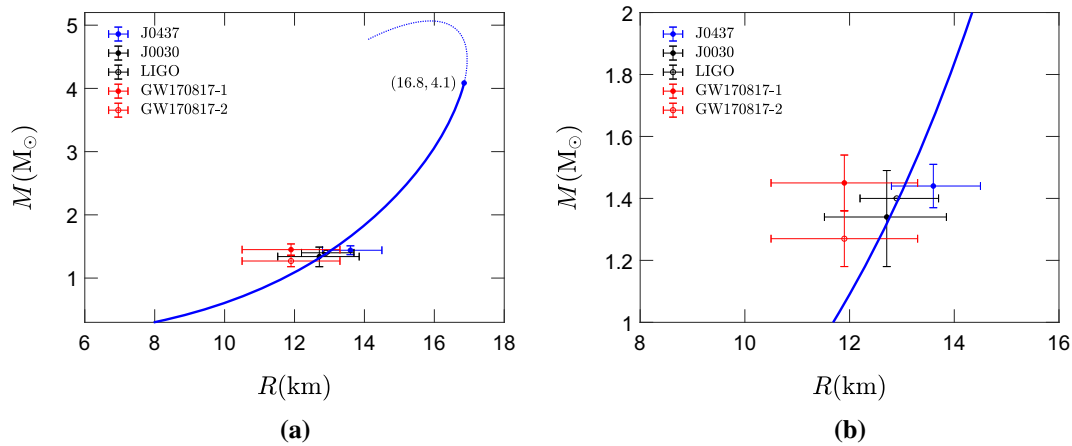 5
4
3
2
1
6
8
10
12
14
16
18
M(M⊙)
R(km)
J0437
J0030
LIGO
GW170817-1
GW170817-2
(16.8, 4.1)
(a)
2
1.8
1.6
1.4
1.2
1
8
10
12
14
16
M(M⊙)
R(km)
J0437
J0030
LIGO
GW170817-1
GW170817-2
(b)